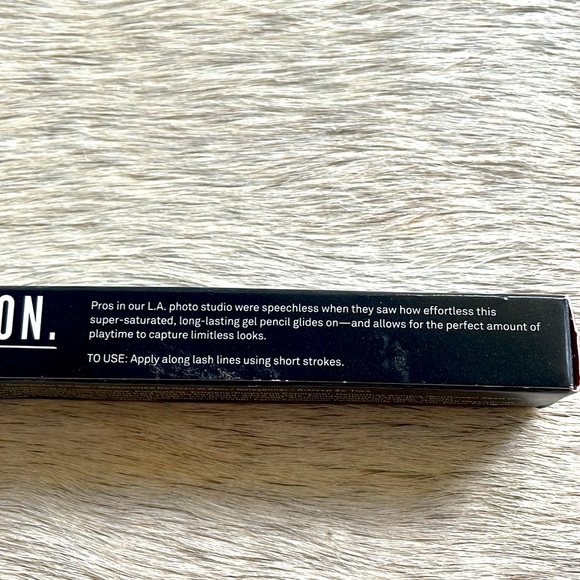 ON.
Pros in our L.A. photo studio were speechless when they saw how effortless this
super-saturated, long-lasting gel pencil glides on—and allows for the perfect amount of
playtime to capture limitless looks.
TO USE: Apply along lash lines using short strokes.